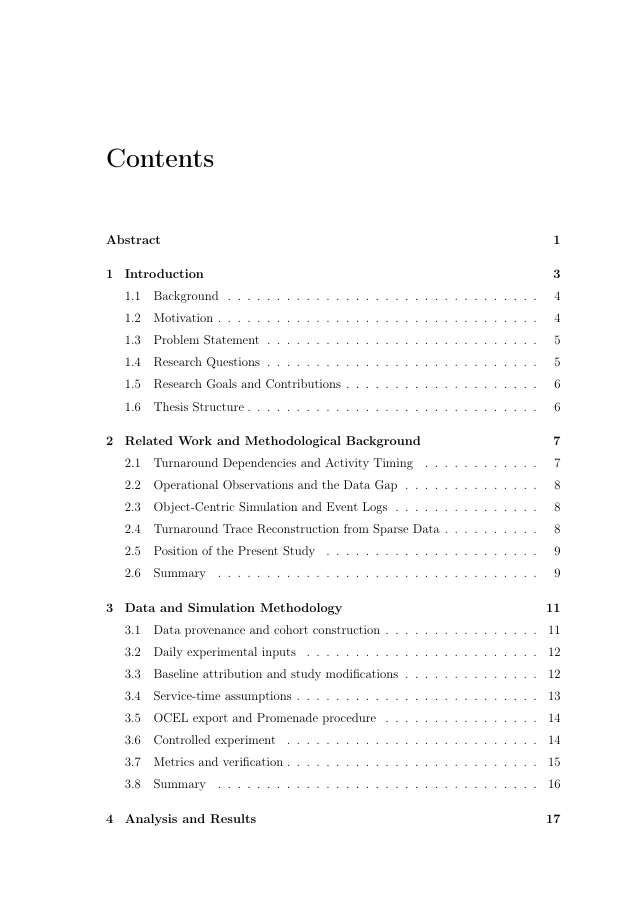 Contents
Abstract 1
1 Introduction 3
1.1 Background . . . . . . . . . . . . . . . . . . . . . . . . . . . . . . . . 4
1.2 Motivation . . . . . . . . . . . . . . . . . . . . . . . . . . . . . . . . . 4
1.3 Problem Statement . . . . . . . . . . . . . . . . . . . . . . . . . . . . 5
1.4 Research Questions . . . . . . . . . . . . . . . . . . . . . . . . . . . . 5
1.5 Research Goals and Contributions . . . . . . . . . . . . . . . . . . . . 6
1.6 Thesis Structure . . . . . . . . . . . . . . . . . . . . . . . . . . . . . . 6
2 Related Work and Methodological Background 7
2.1 Turnaround Dependencies and Activity Timing . . . . . . . . . . . . 7
2.2 Operational Observations and the Data Gap . . . . . . . . . . . . . . 8
2.3 Object-Centric Simulation and Event Logs . . . . . . . . . . . . . . . 8
2.4 Turnaround Trace Reconstruction from Sparse Data . . . . . . . . . . 8
2.5 Position of the Present Study . . . . . . . . . . . . . . . . . . . . . . 9
2.6 Summary . . . . . . . . . . . . . . . . . . . . . . . . . . . . . . . . . 9
3 Data and Simulation Methodology 11
3.1 Data provenance and cohort construction . . . . . . . . . . . . . . . . 11
3.2 Daily experimental inputs . . . . . . . . . . . . . . . . . . . . . . . . 12
3.3 Baseline attribution and study modifications . . . . . . . . . . . . . . 12
3.4 Service-time assumptions . . . . . . . . . . . . . . . . . . . . . . . . . 13
3.5 OCEL export and Promenade procedure . . . . . . . . . . . . . . . . 14
3.6 Controlled experiment . . . . . . . . . . . . . . . . . . . . . . . . . . 14
3.7 Metrics and verification . . . . . . . . . . . . . . . . . . . . . . . . . . 15
3.8 Summary . . . . . . . . . . . . . . . . . . . . . . . . . . . . . . . . . 16
4 Analysis and Results 17